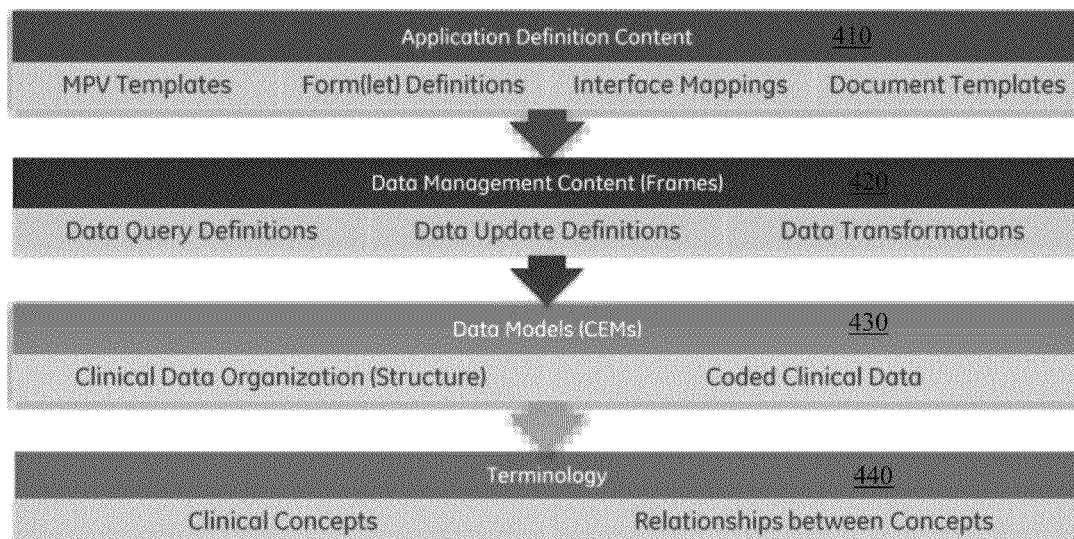 Application Definition Content 410
MPV Templates Form(let) Definitions Interface Mappings Document Templates
Data Management Content (Frames) 420
Data Query Definitions Data Update Definitions Data Transformations
Data Models (CEMs) 430
Clinical Data Organization (Structure) Coded Clinical Data
Terminology 440
Clinical Concepts Relationships between Concepts